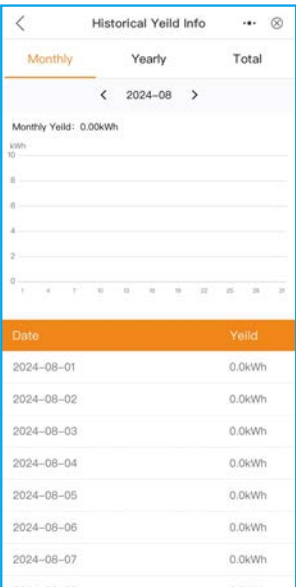 Historical Yeild Info
Monthly Yearly Total
2024-08
Monthly Yeild: 0.00kWh
kWh
10
8
6
4
2
0
1 4 7 10 13 16 19 22 25 28 31
Date Yeild
2024-08-01 0.0kWh
2024-08-02 0.0kWh
2024-08-03 0.0kWh
2024-08-04 0.0kWh
2024-08-05 0.0kWh
2024-08-06 0.0kWh
2024-08-07 0.0kWh